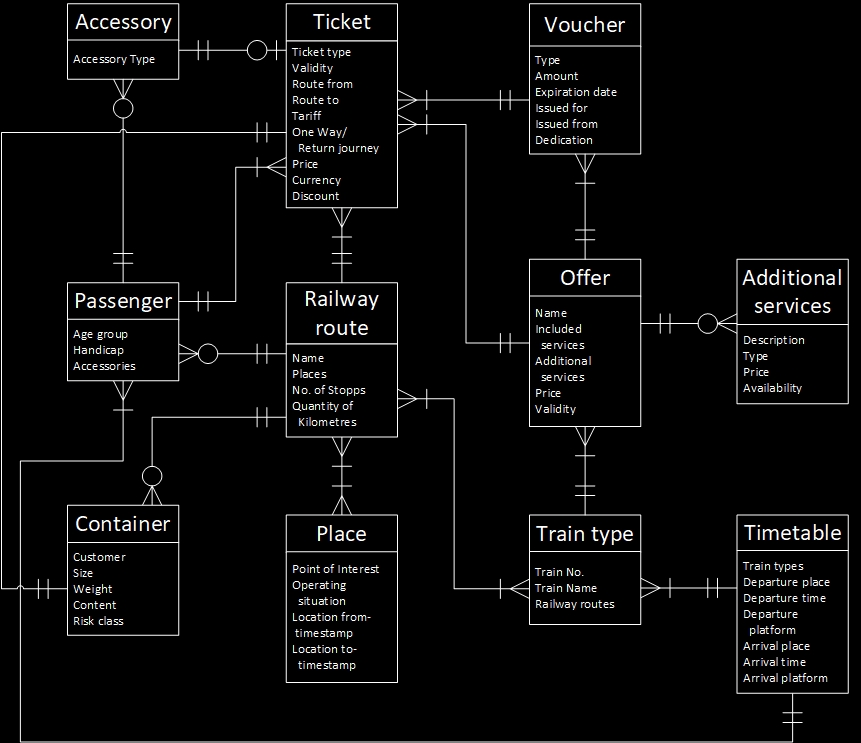 Accessory
Accessory Type
Ticket
Ticket type
Validity
Route from
Route to
Tariff
One Way/
Return journey
Price
Currency
Discount
Voucher
Type
Amount
Expiration date
Issued for
Issued from
Dedication
Passenger
Age group
Handicap
Accessories
Railway
route
Name
Places
No. of Stopps
Quantity of
Kilometres
Offer
Name
Included
services
Additional
services
Price
Validity
Additional
services
Description
Type
Price
Availability
Container
Customer
Size
Weight
Content
Risk class
Place
Point of Interest
Operating
situation
Location from-
timestamp
Location to-
timestamp
Train type
Train No.
Train Name
Railway routes
Timetable
Train types
Departure place
Departure time
Departure
platform
Arrival place
Arrival time
Arrival platform